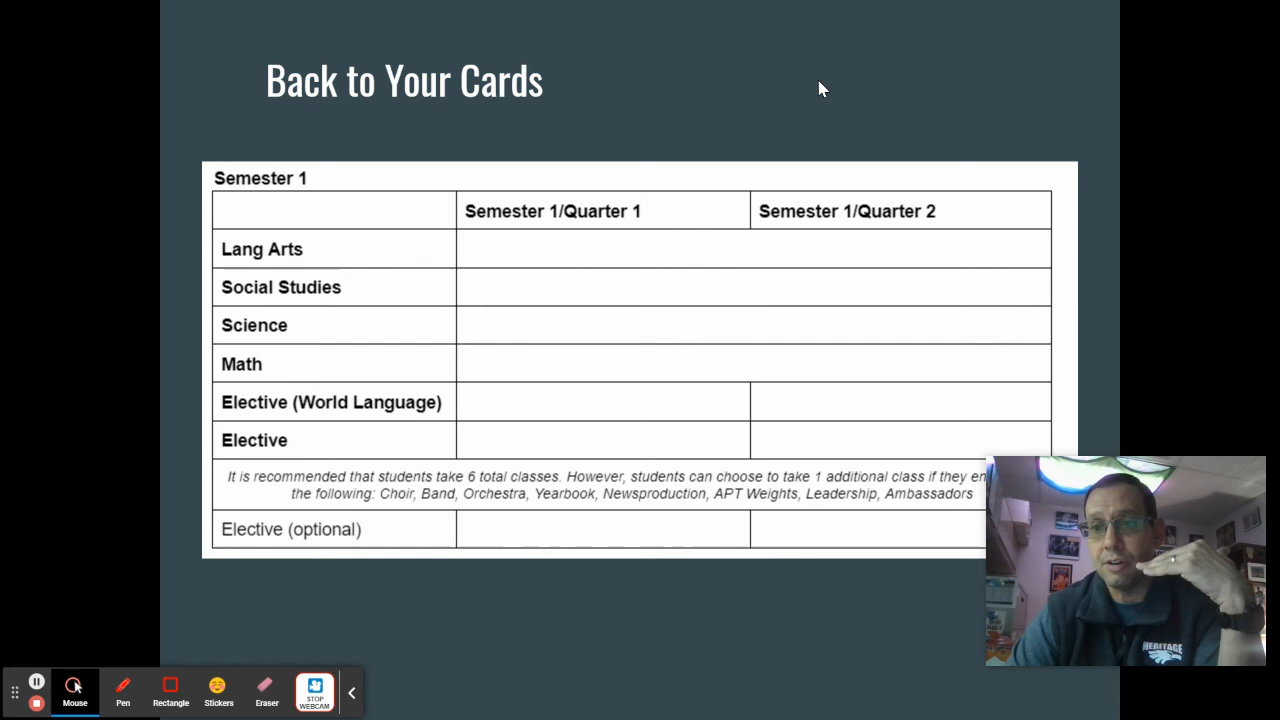 Back to Your Cards
Semester 1
Semester 1/Quarter 1 Semester 1/Quarter 2
Lang Arts
Social Studies
Science
Math
Elective (World Language)
Elective
It is recommended that students take 6 total classes. However, students can choose to take 1 additional class if they en
the following: Choir, Band, Orchestra, Yearbook, Newsproduction, APT Weights, Leadership, Ambassadors
Elective (optional)
HERITAGE
Mouse Pen Rectangle Stickers Eraser STOP
WEBCAM